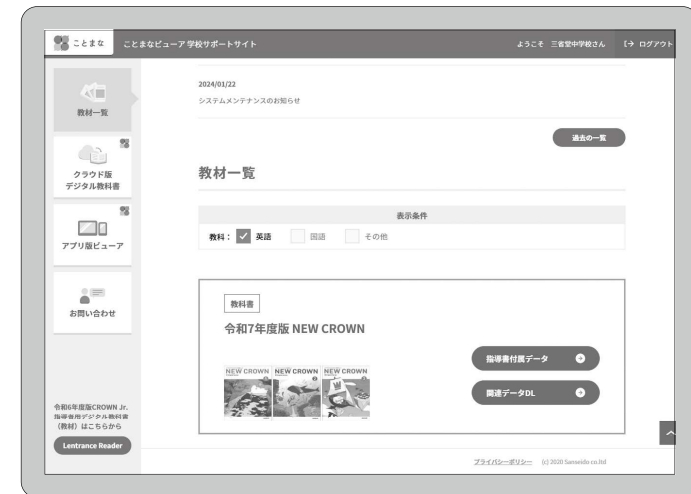 ことまな
ことまなビューア 学校サポートサイト
ようこそ 三省堂中学校さん
ログアウト
教材一覧
クラウド版
デジタル教科書
アプリ版ビューア
お問い合わせ
令和6年度版CROWN Jr.
指導者用デジタル教科書
（教材）はこちらから
Lentrance Reader
2024/01/22
システムメンテナンスのお知らせ
過去の一覧
教材一覧
表示条件
教科： 英語 国語 その他
教科書
令和7年度版 NEW CROWN
NEW CROWN NEW CROWN NEW CROWN
指導書付属データ
関連データDL
プライバシーポリシー (c) 2020 Sanseido co.ltd